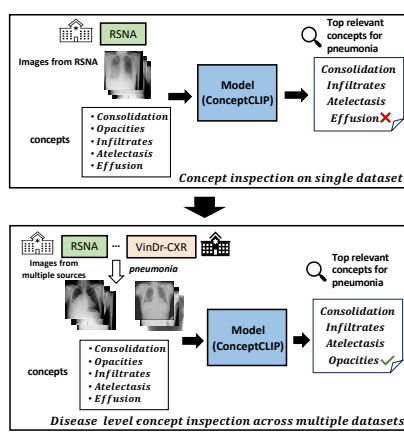 RSNA
Images from RSNA
Model
(ConceptCLIP)
Top relevant
concepts for
pneumonia
Consolidation
Infiltrates
Atelectasis
Effusion
concepts
• Consolidation
• Opacities
• Infiltrates
• Atelectasis
• Effusion
Concept inspection on single dataset
RSNA ... VinDr-CXR
Images from
multiple sources
pneumonia
Model
(ConceptCLIP)
Top relevant
concepts for
pneumonia
Consolidation
Infiltrates
Atelectasis
Opacities
concepts
• Consolidation
• Opacities
• Infiltrates
• Atelectasis
• Effusion
Disease level concept inspection across multiple datasets